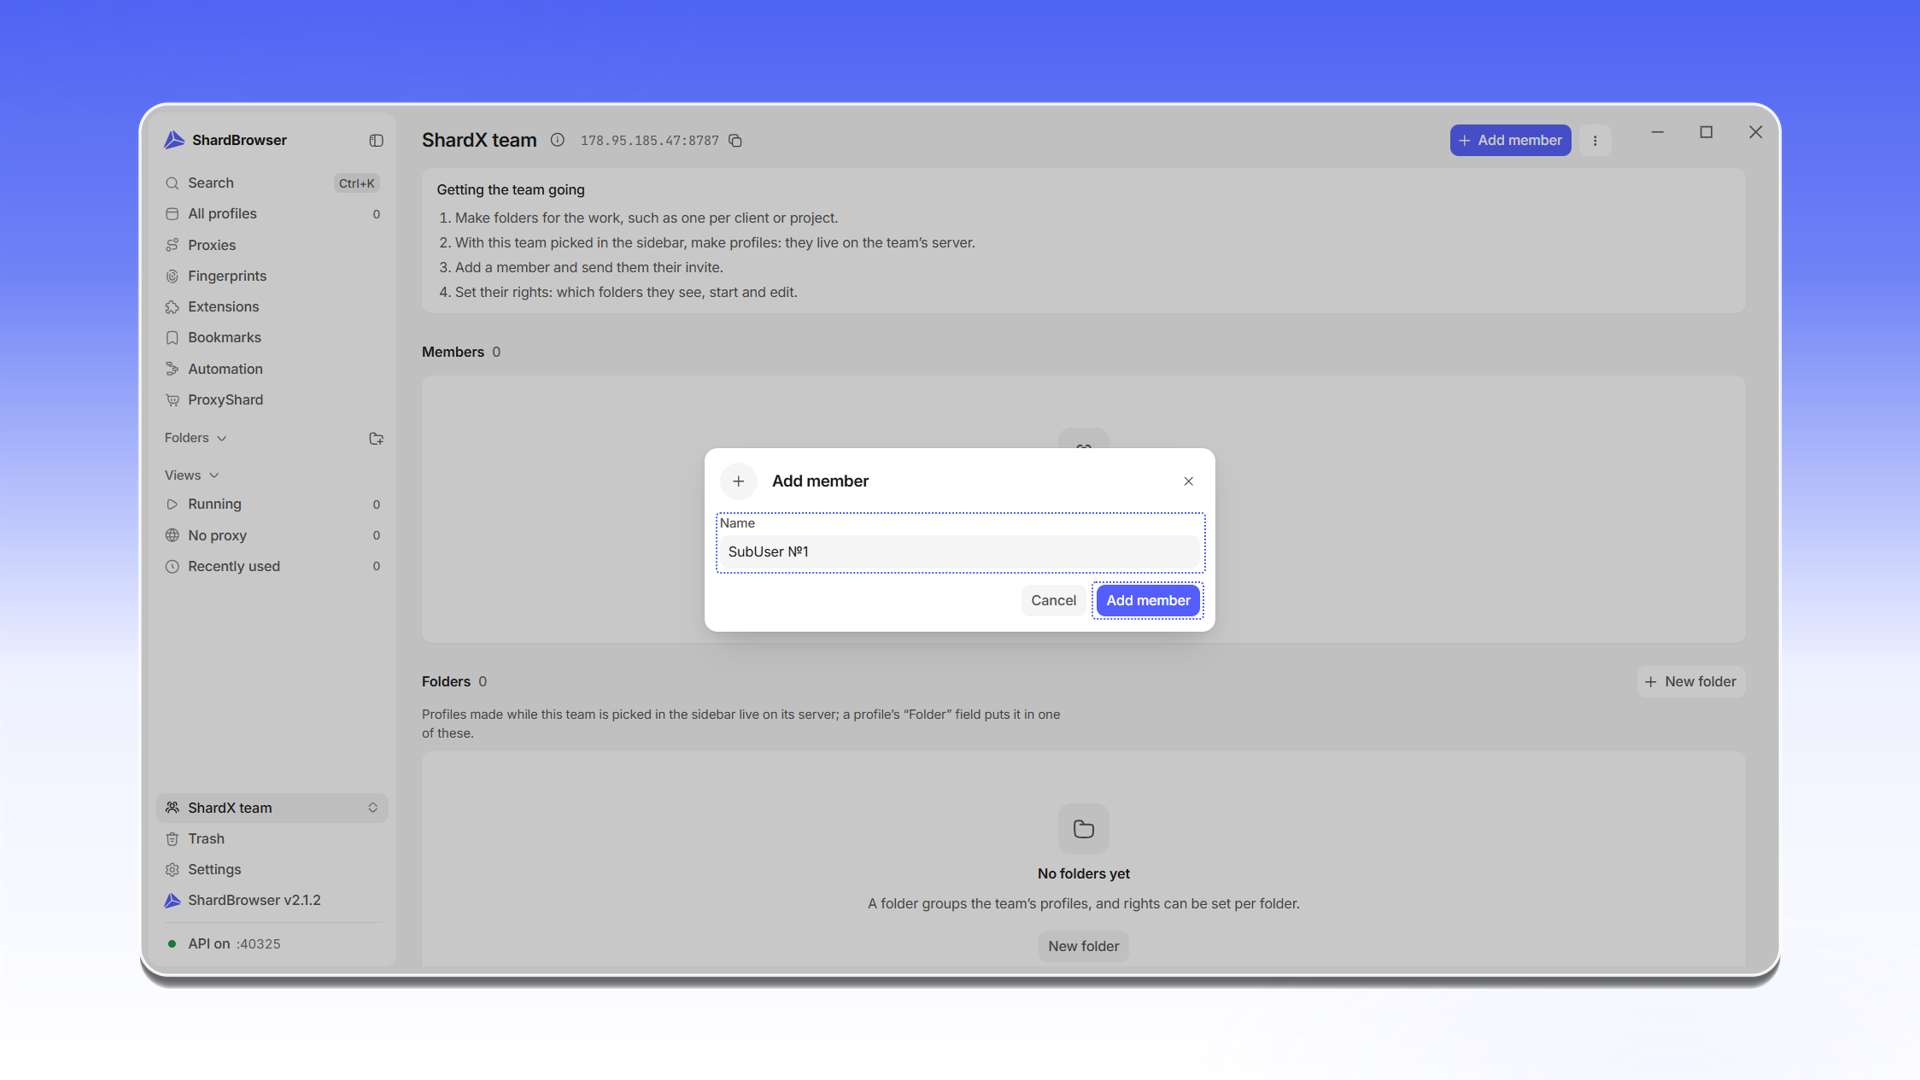 ShardBrowser
Search Ctrl+K
All profiles 0
Proxies
Fingerprints
Extensions
Bookmarks
Automation
ProxyShard
Folders
Views
Running 0
No proxy 0
Recently used 0
ShardX team
Trash
Settings
ShardBrowser v2.1.2
API on :40325
ShardX team 178.95.185.47:8787
Add member
Getting the team going
1. Make folders for the work, such as one per client or project.
2. With this team picked in the sidebar, make profiles: they live on the team’s server.
3. Add a member and send them their invite.
4. Set their rights: which folders they see, start and edit.
Members 0
Add member
Name
SubUser №1
Cancel Add member
Folders 0
New folder
Profiles made while this team is picked in the sidebar live on its server; a profile’s “Folder” field puts it in one
of these.
No folders yet
A folder groups the team’s profiles, and rights can be set per folder.
New folder